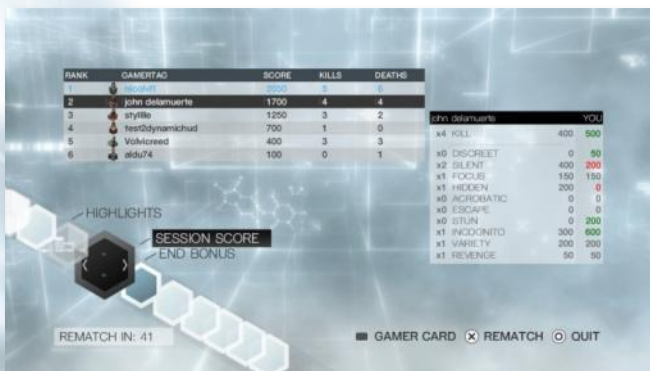 RANK GAMERTAG SCORE KILLS DEATHS
1 2050 5 6
2 john delamuerte 1700 4 4
3 stylllle 1250 3 2
4 test2dynamichud 700 1 0
5 Volvicreed 400 3 3
6 aldu74 100 0 1
john delamuerte YOU
x4 KILL 400 500
x0 DISCREET 0 50
x2 SILENT 400 200
x1 FOCUS 150 150
x1 HIDDEN 200 0
x0 ACROBATIC 0 0
x0 ESCAPE 0 0
x0 STUN 0 200
x1 INCOGNITO 300 600
x1 VARIETY 200 200
x1 REVENGE 50 50
HIGHLIGHTS
SESSION SCORE
END BONUS
REMATCH IN: 41
GAMER CARD REMATCH QUIT